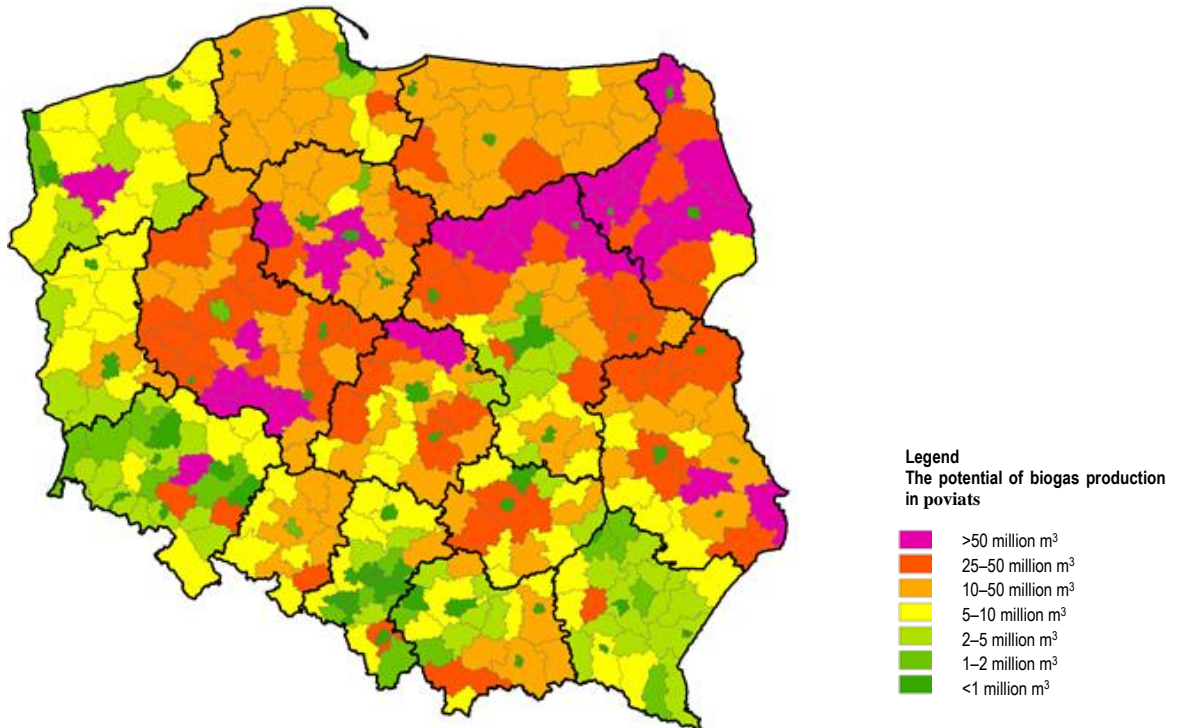 Legend
The potential of biogas production
in poviats
>50 million m³
25–50 million m³
10–50 million m³
5–10 million m³
2–5 million m³
1–2 million m³
<1 million m³